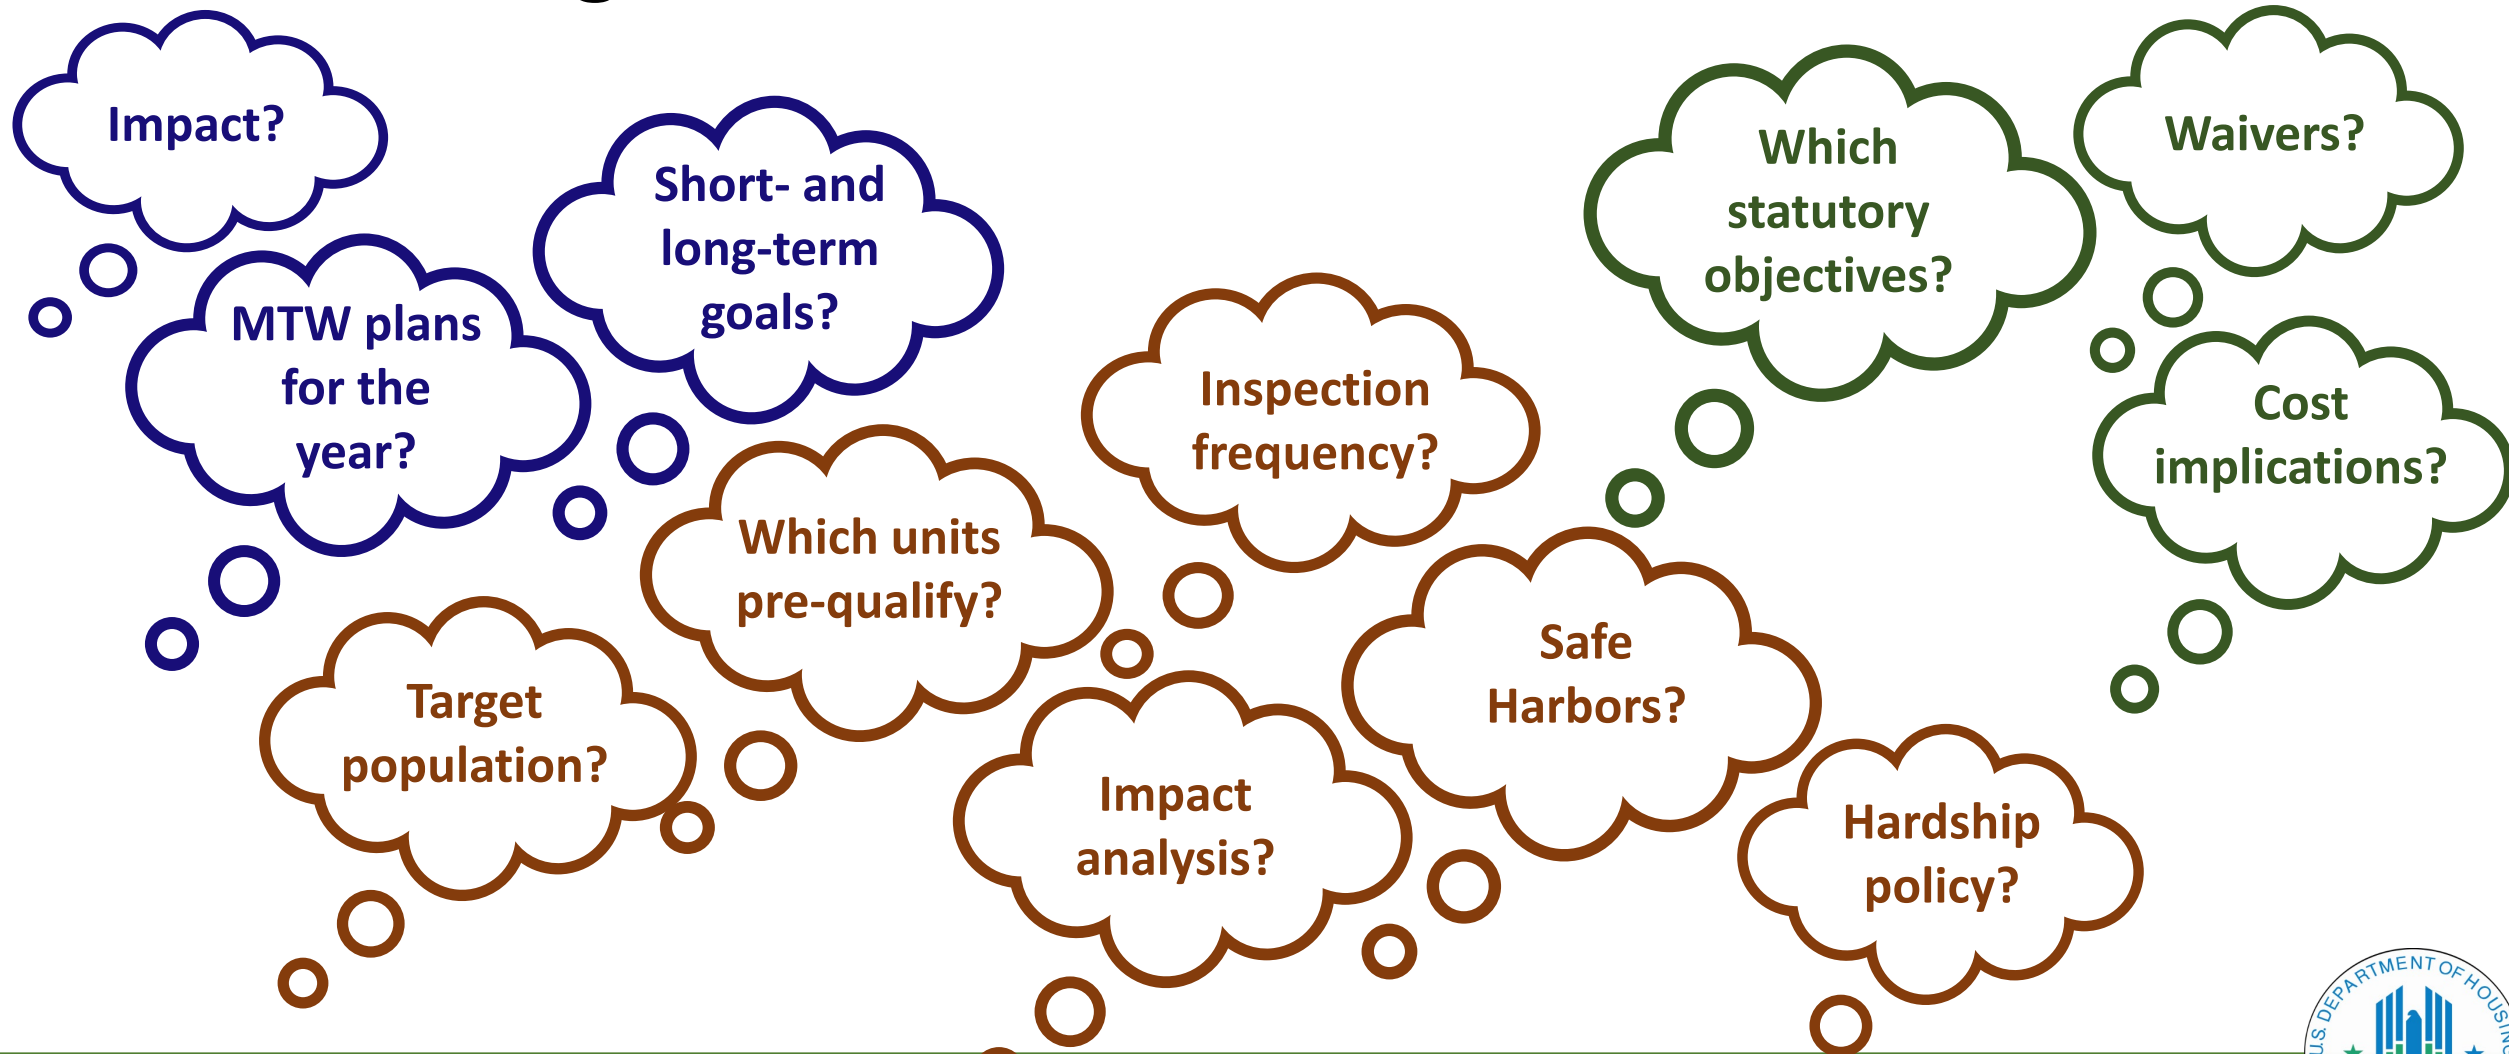 Impact?
MTW plans
for the
year?
Short- and
long-term
goals?
Target
population?
Which units
pre-qualify?
Inspection
frequency?
Impact
analysis?
Safe
Harbors?
Hardship
policy?
Which
statutory
objectives?
Waivers?
Cost
implications?
U.S. DEPARTMENT OF HOUSING